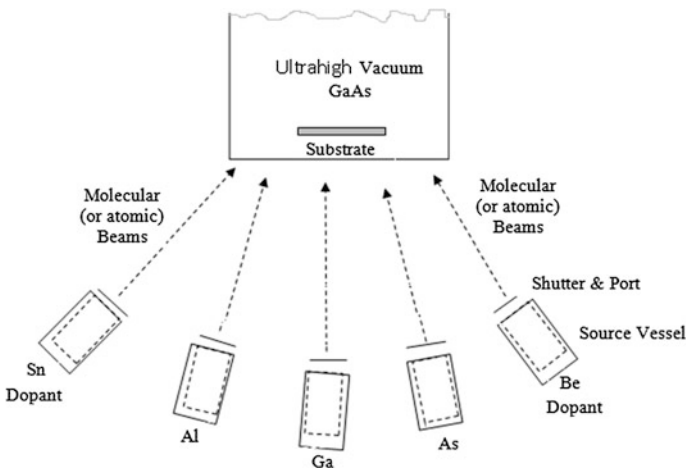 Ultrahigh Vacuum
GaAs
Substrate
Molecular
(or atomic)
Beams
Molecular
(or atomic)
Beams
Shutter & Port
Source Vessel
Sn
Dopant
Al
Ga
As
Be
Dopant